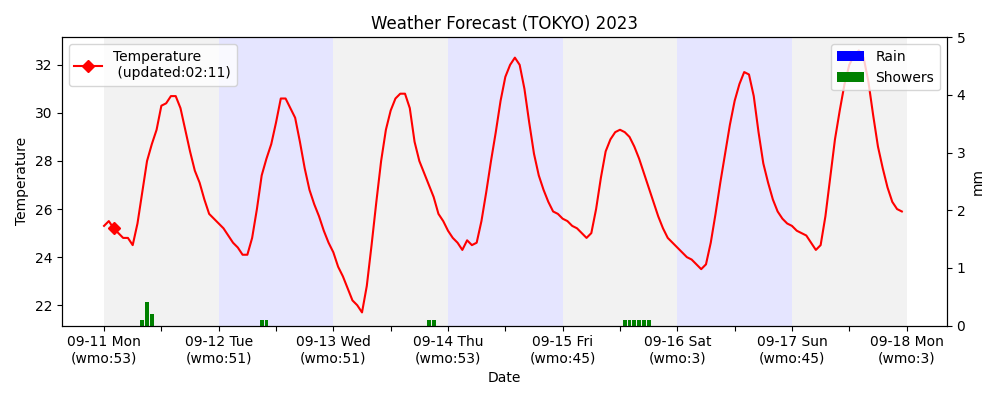 Weather Forecast (TOKYO) 2023
Temperature
(updated:02:11)
Rain
Showers
Temperature
32
30
28
26
24
22
5
4
3
2
1
0
mm
09-11 Mon 09-12 Tue 09-13 Wed 09-14 Thu 09-15 Fri 09-16 Sat 09-17 Sun 09-18 Mon
(wmo:53) (wmo:51) (wmo:51) (wmo:53) (wmo:45) (wmo:3) (wmo:45) (wmo:3)
Date